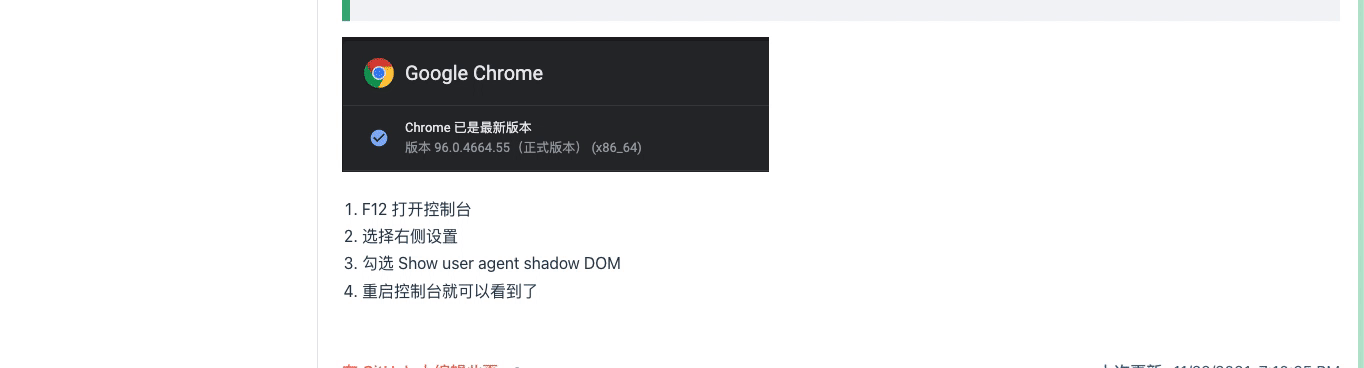 Google Chrome
Chrome 已是最新版本
版本 96.0.4664.55（正式版本） (x86_64)
1. F12 打开控制台
2. 选择右侧设置
3. 勾选 Show user agent shadow DOM
4. 重启控制台就可以看到了